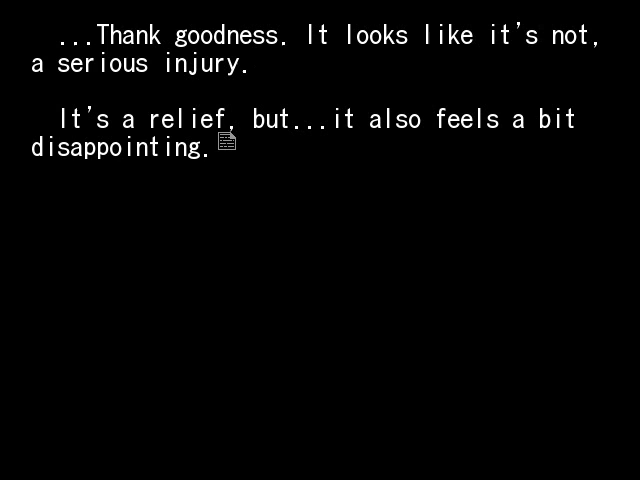 ...Thank goodness. It looks like it's not,
a serious injury.
It's a relief, but...it also feels a bit
disappointing.